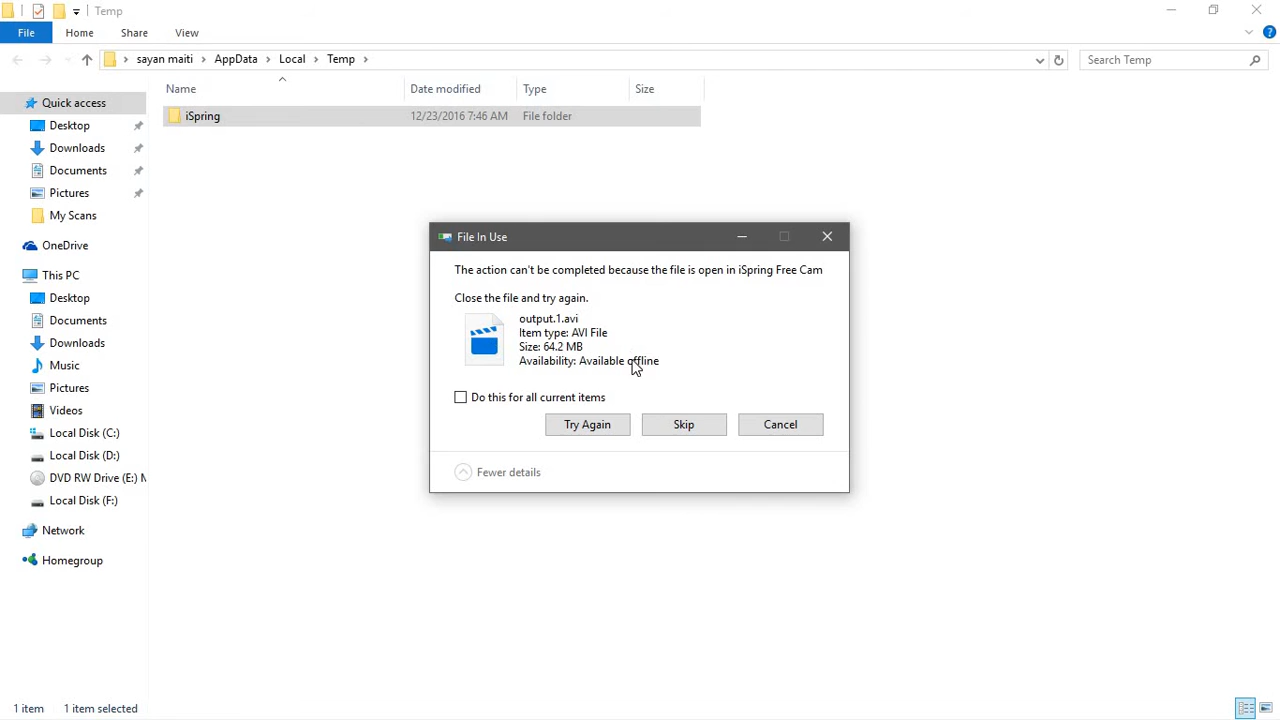 Temp
File
Home
Share
View
sayan maiti
AppData
Local
Temp
Search Temp
Name
Date modified
Type
Size
iSpring
12/23/2016 7:46 AM
File folder
Quick access
Desktop
Downloads
Documents
Pictures
My Scans
OneDrive
This PC
Desktop
Documents
Downloads
Music
Pictures
Videos
Local Disk (C:)
Local Disk (D:)
DVD RW Drive (E:) M
Local Disk (F:)
Network
Homegroup
File In Use
The action can't be completed because the file is open in iSpring Free Cam
Close the file and try again.
output.1.avi
Item type: AVI File
Size: 64.2 MB
Availability: Available offline
Do this for all current items
Try Again
Skip
Cancel
Fewer details
1 item
1 item selected